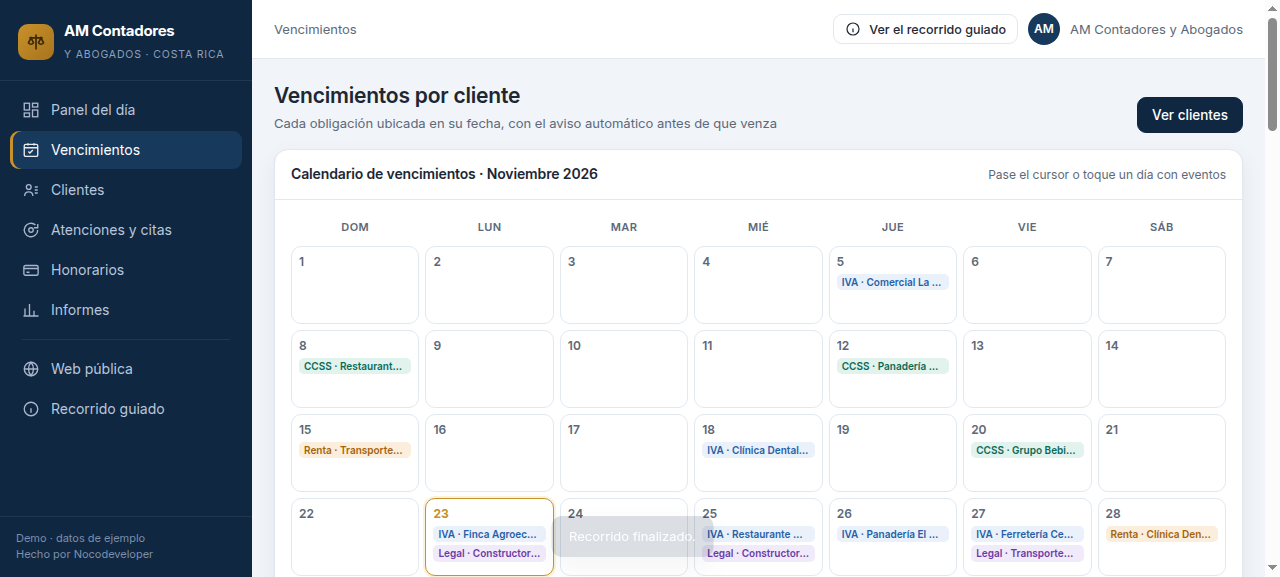 AM Contadores
Y ABOGADOS · COSTA RICA
Panel del día
Vencimientos
Clientes
Atenciones y citas
Honorarios
Informes
Web pública
Recorrido guiado
Demo · datos de ejemplo
Hecho por Nocodeveloper
Vencimientos
Ver el recorrido guiado
AM
AM Contadores y Abogados
Vencimientos por cliente
Cada obligación ubicada en su fecha, con el aviso automático antes de que venza
Ver clientes
Calendario de vencimientos · Noviembre 2026
Pase el cursor o toque un día con eventos
DOM LUN MAR MIÉ JUE VIE SÁB
1 2 3 4 5 6 7
IVA · Comercial La ...
8 9 10 11 12 13 14
CCSS · Restaurant... CCSS · Panadería ...
15 16 17 18 19 20 21
Renta · Transporte... IVA · Clínica Dental... CCSS · Grupo Bebi...
22 23 24 25 26 27 28
IVA · Finca Agroec... IVA · Restaurante ... IVA · Panadería El ... IVA · Ferretería Ce... Renta · Clínica Den...
Legal · Constructor... Legal · Constructor... Legal · Transporte...
Recorrido finalizado.